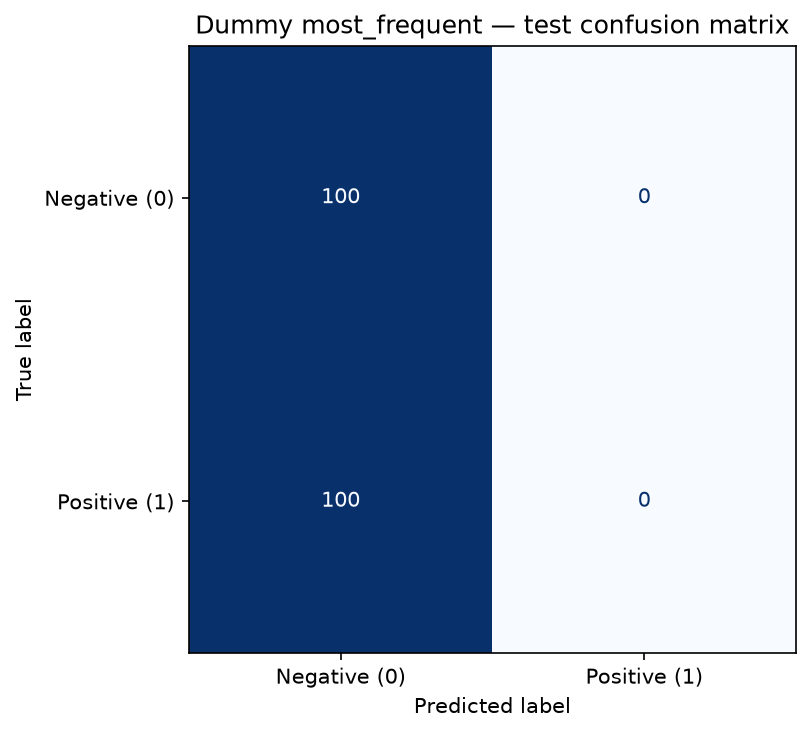 Dummy most_frequent — test confusion matrix
True label
Negative (0)
100
0
Positive (1)
100
0
Negative (0)
Positive (1)
Predicted label